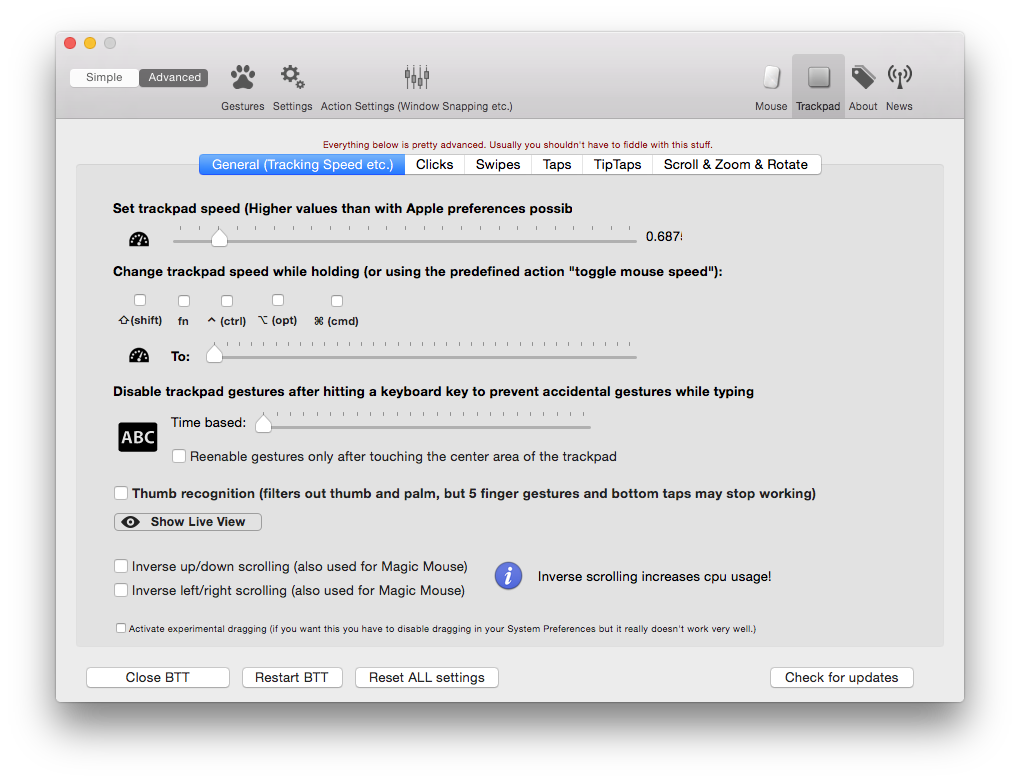 Simple Advanced
Gestures Settings Action Settings (Window Snapping etc.) Mouse Trackpad About News
Everything below is pretty advanced. Usually you shouldn't have to fiddle with this stuff.
General (Tracking Speed etc.) Clicks Swipes Taps TipTaps Scroll & Zoom & Rotate
Set trackpad speed (Higher values than with Apple preferences possib
0.687
Change trackpad speed while holding (or using the predefined action "toggle mouse speed"):
⇧(shift) fn ^ (ctrl) ⌥ (opt) ⌘ (cmd)
To:
Disable trackpad gestures after hitting a keyboard key to prevent accidental gestures while typing
Time based:
ABC
Reenable gestures only after touching the center area of the trackpad
Thumb recognition (filters out thumb and palm, but 5 finger gestures and bottom taps may stop working)
Show Live View
Inverse up/down scrolling (also used for Magic Mouse)
Inverse scrolling increases cpu usage!
Inverse left/right scrolling (also used for Magic Mouse)
Activate experimental dragging (if you want this you have to disable dragging in your System Preferences but it really doesn't work very well.)
Close BTT Restart BTT Reset ALL settings Check for updates